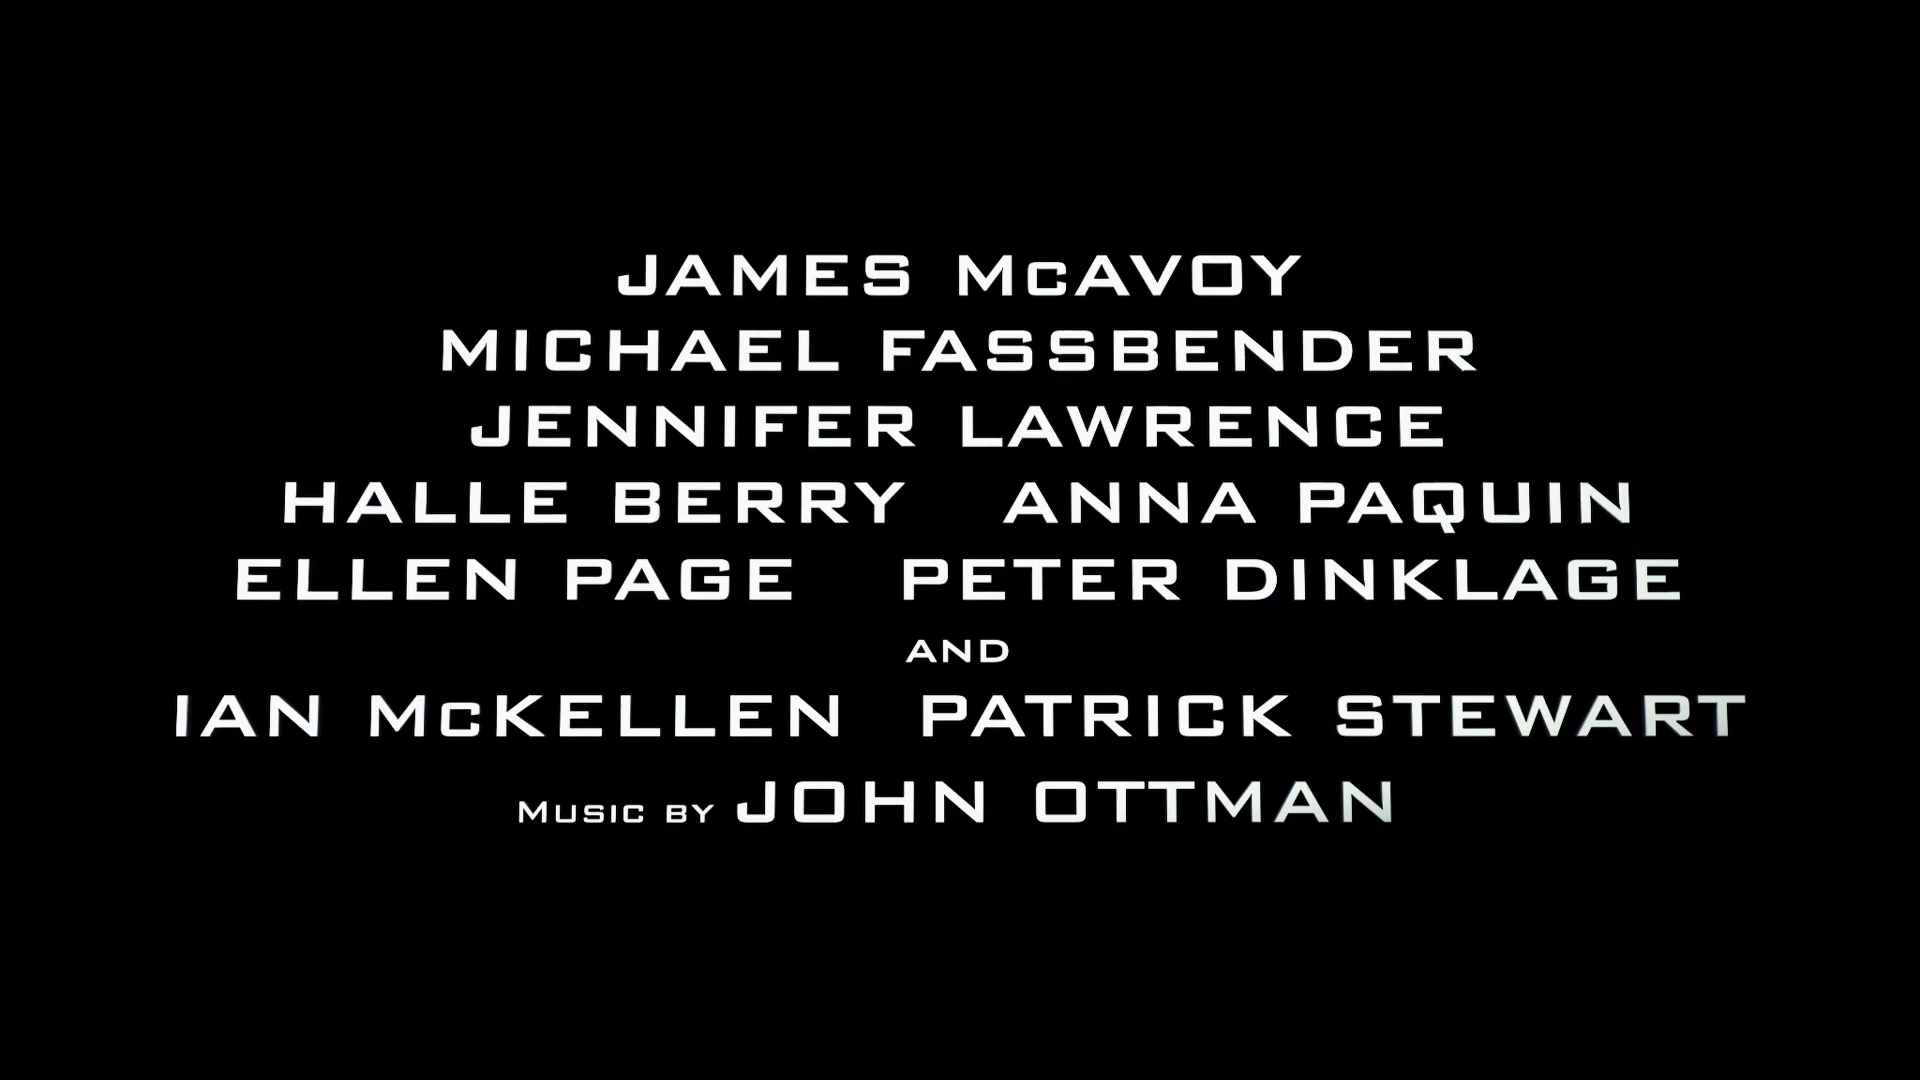 JAMES McAVOY
MICHAEL FASSBENDER
JENNIFER LAWRENCE
HALLE BERRY ANNA PAQUIN
ELLEN PAGE PETER DINKLAGE
AND
IAN McKELLEN PATRICK STEWART
MUSIC BY JOHN OTTMAN